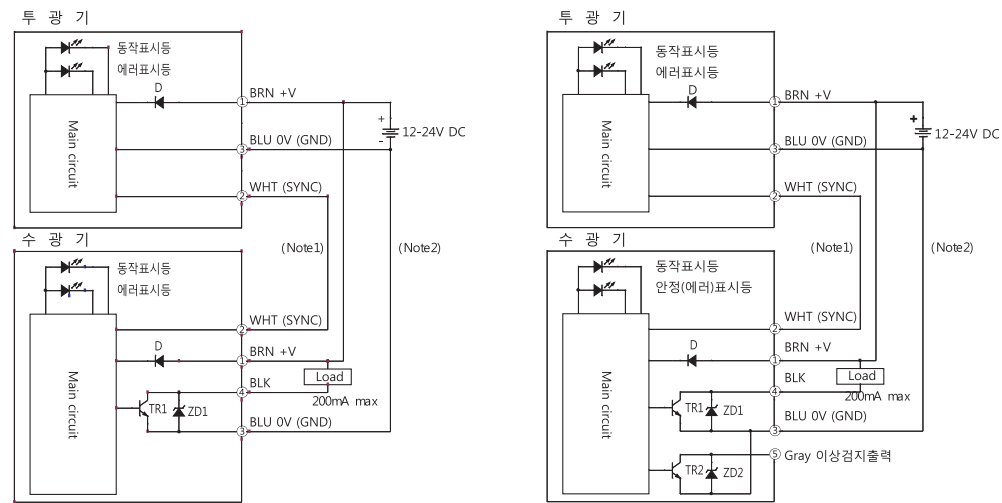 투 광 기
동작표시등
에러표시등
D
Main circuit
① BRN +V
+
-
12-24V DC
③ BLU 0V (GND)
② WHT (SYNC)
수 광 기
(Note1)
(Note2)
동작표시등
에러표시등
Main circuit
② WHT (SYNC)
D
① BRN +V
Load
④ BLK
200mA max
TR1
ZD1
③ BLU 0V (GND)
투 광 기
동작표시등
에러표시등
D
Main circuit
① BRN +V
+
12-24V DC
③ BLU 0V (GND)
② WHT (SYNC)
수 광 기
(Note1)
(Note2)
동작표시등
안정(에러)표시등
Main circuit
② WHT (SYNC)
D
① BRN +V
Load
④ BLK
200mA max
TR1
ZD1
③ BLU 0V (GND)
⑤ Gray 이상검지출력
TR2
ZD2